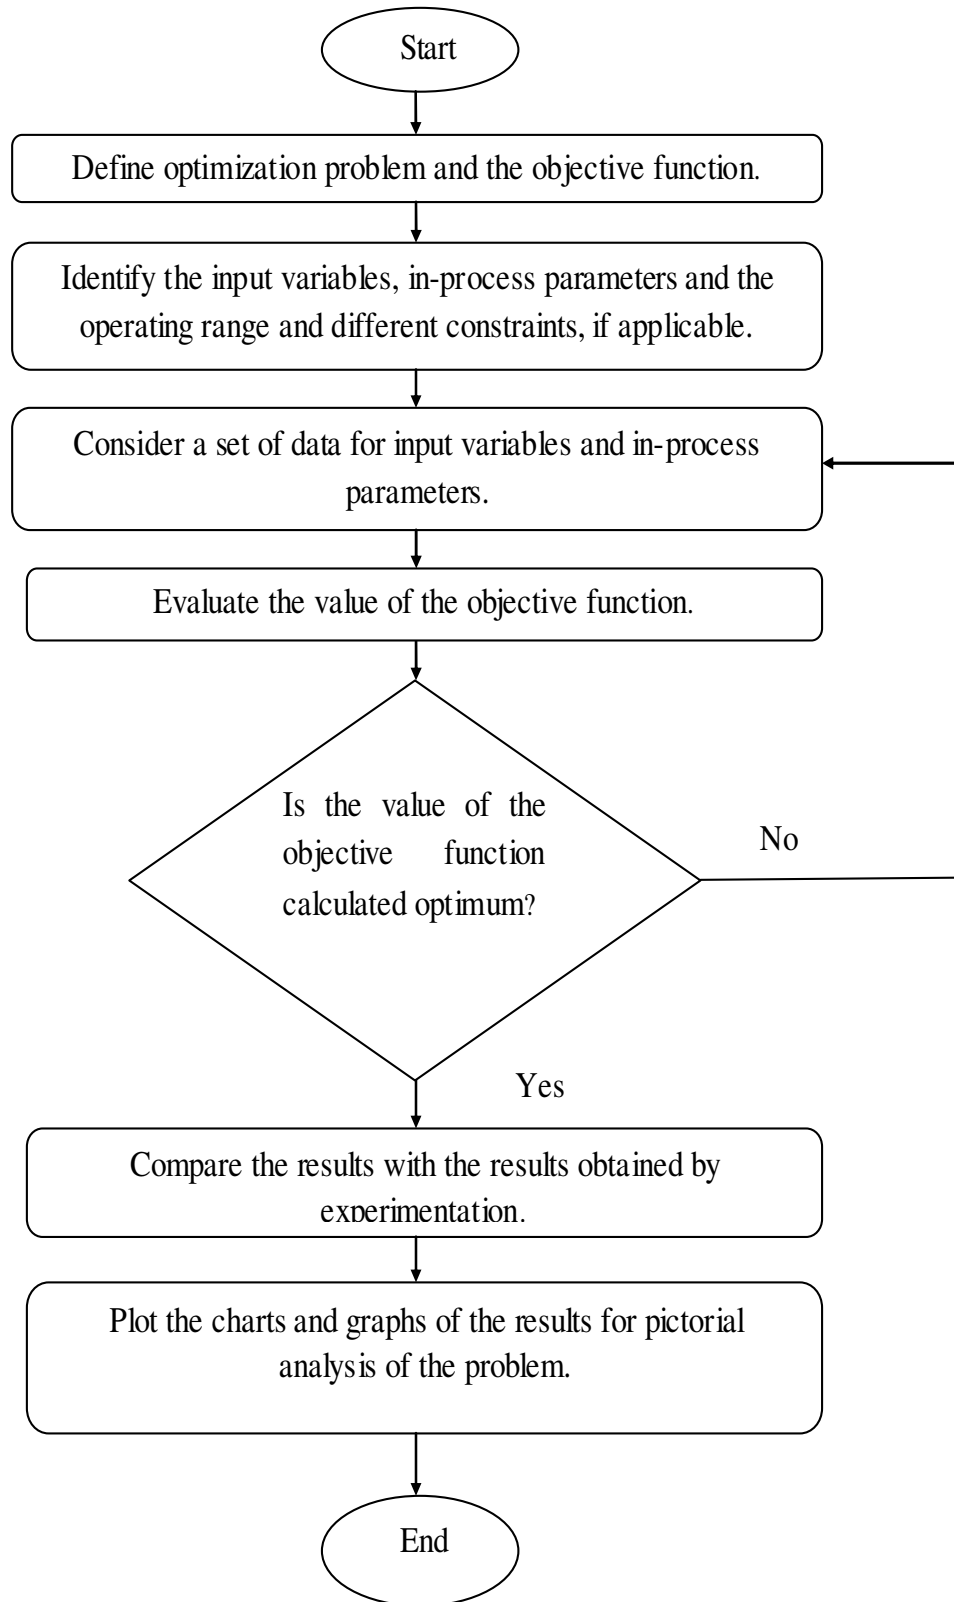 Start
Define optimization problem and the objective function.
Identify the input variables, in-process parameters and the
operating range and different constraints, if applicable.
Consider a set of data for input variables and in-process
parameters.
Evaluate the value of the objective function.
Is the value of the
objective function
calculated optimum?
No
Yes
Compare the results with the results obtained by
experimentation.
Plot the charts and graphs of the results for pictorial
analysis of the problem.
End